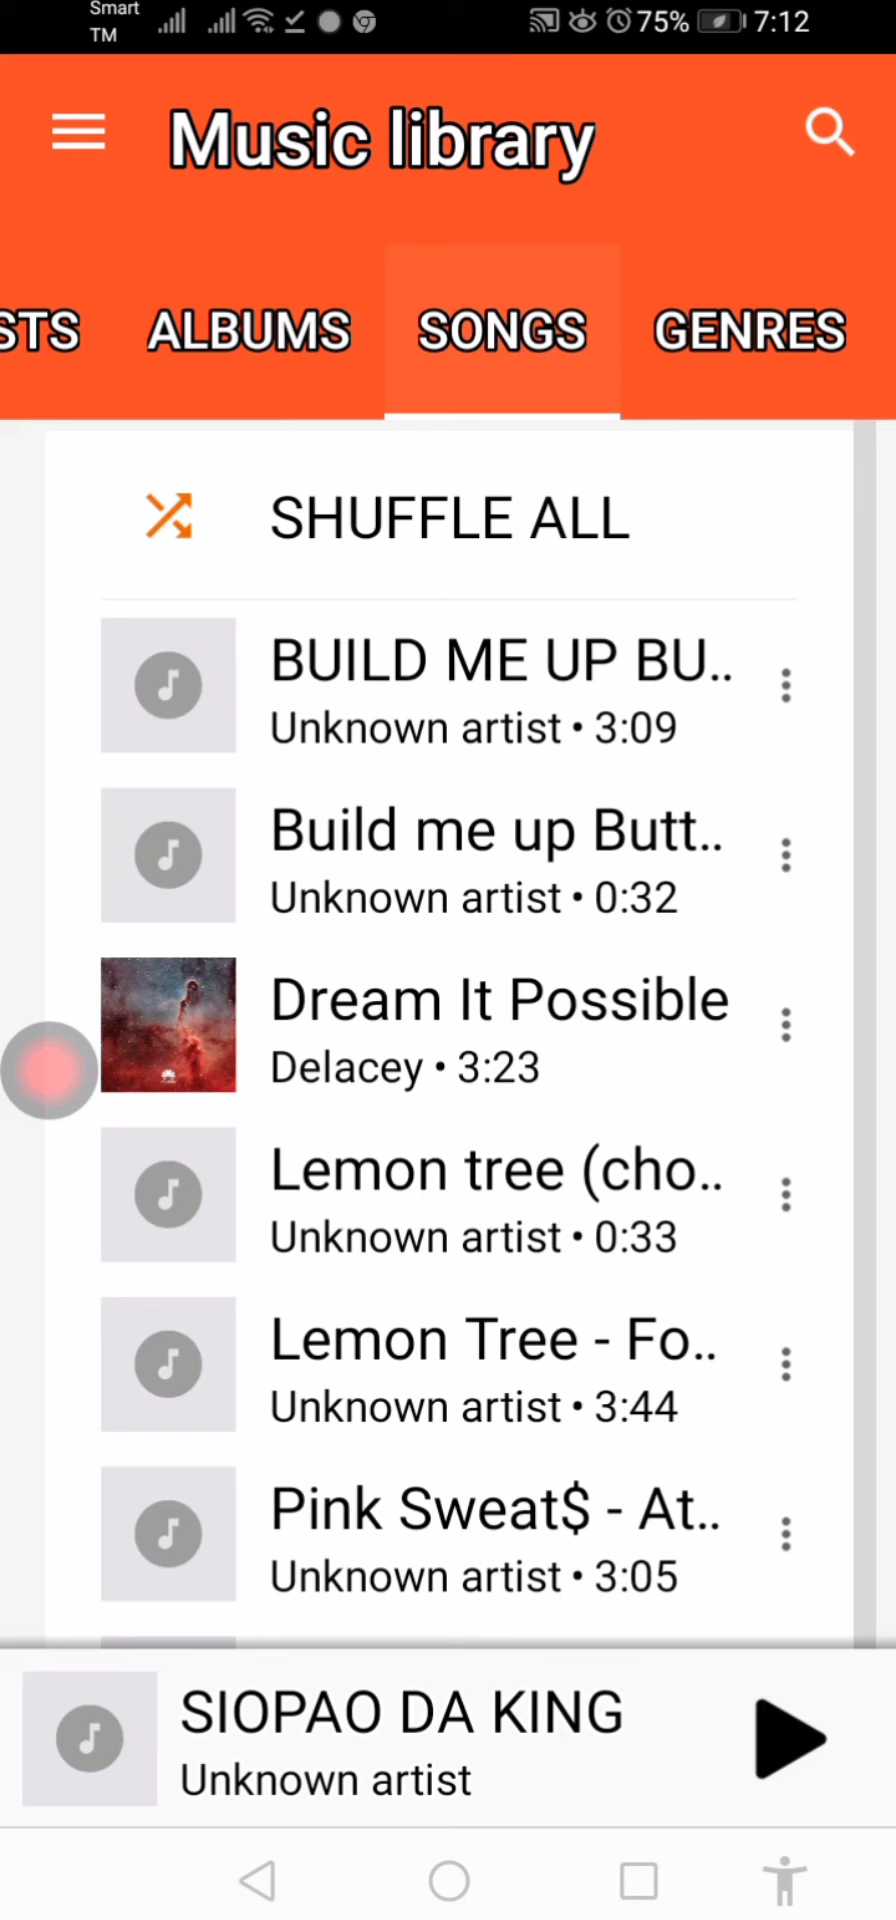 Smart
TM
75% 7:12
Music library
STS ALBUMS SONGS GENRES
SHUFFLE ALL
BUILD ME UP BU..
Unknown artist • 3:09
Build me up Butt..
Unknown artist • 0:32
Dream It Possible
Delacey • 3:23
Lemon tree (cho..
Unknown artist • 0:33
Lemon Tree - Fo..
Unknown artist • 3:44
Pink Sweat$ - At..
Unknown artist • 3:05
SIOPAO DA KING
Unknown artist